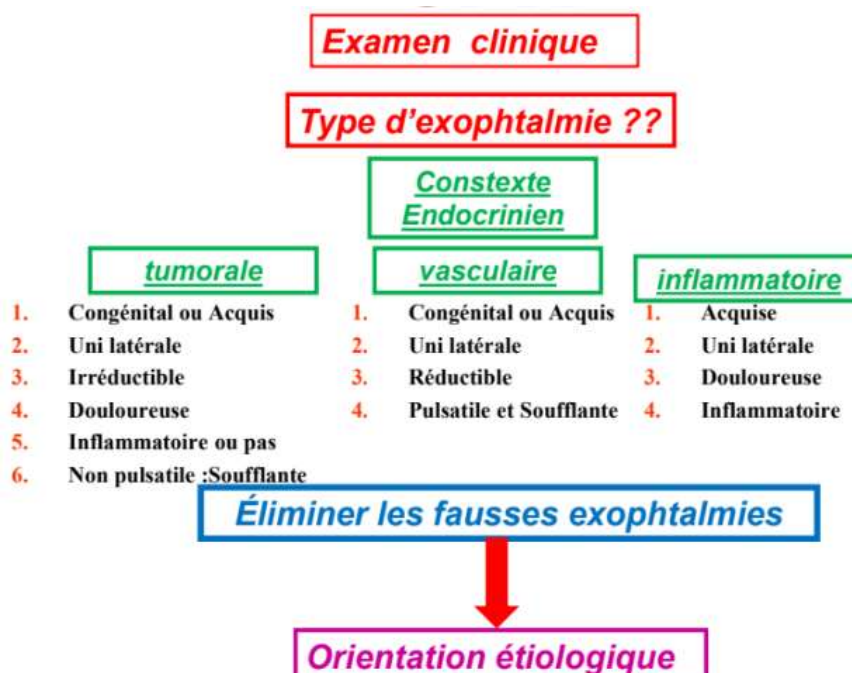 Examen clinique
Type d'exophtalmie ??
Constexte
Endocrinien
tumorale
1. Congénital ou Acquis
2. Uni latérale
3. Irréductible
4. Douloureuse
5. Inflammatoire ou pas
6. Non pulsatile :Soufflante
vasculaire
1. Congénital ou Acquis
2. Uni latérale
3. Réductible
4. Pulsatile et Soufflante
inflammatoire
1. Acquise
2. Uni latérale
3. Douloureuse
4. Inflammatoire
Éliminer les fausses exophtalmies
Orientation étiologique